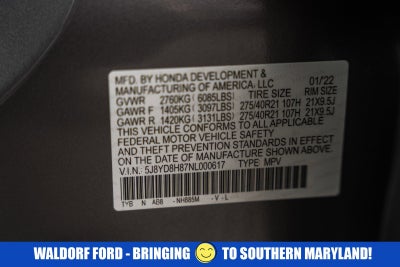 MFD. BY HONDA DEVELOPMENT &
MANUFACTURING OF AMERICA, LLC 01/22
GVWR 2760KG (6085LBS) TIRE SIZE RIM SIZE
GAWR F 1405KG (3097LBS) 275/40R21 107H 21X9.5J
GAWR R 1420KG (3131LBS) 275/40R21 107H 21X9.5J
THIS VEHICLE CONFORMS TO ALL APPLICABLE
FEDERAL MOTOR VEHICLE SAFETY STANDARDS IN EFFECT
ON THE DATE OF MANUFACTURE SHOWN ABOVE.
V.I.N.: 5J8YD8H87NL000617 TYPE: MPV
TYB N AB8 -NH885M -V -L
WALDORF FORD - BRINGING TO SOUTHERN MARYLAND!